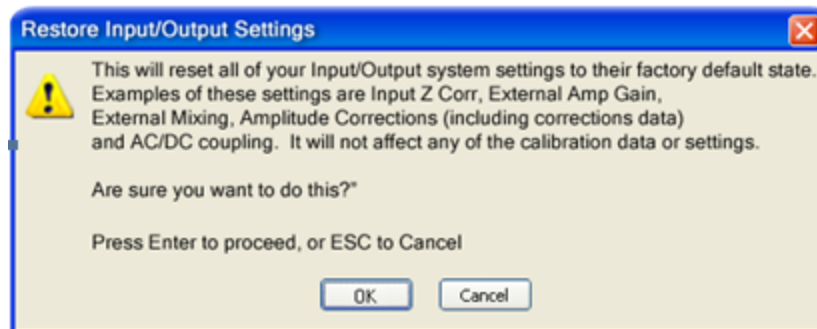 Restore Input/Output Settings
This will reset all of your Input/Output system settings to their factory default state.
Examples of these settings are Input Z Corr, External Amp Gain,
External Mixing, Amplitude Corrections (including corrections data)
and AC/DC coupling.  It will not affect any of the calibration data or settings.
Are sure you want to do this?"
Press Enter to proceed, or ESC to Cancel
OK
Cancel